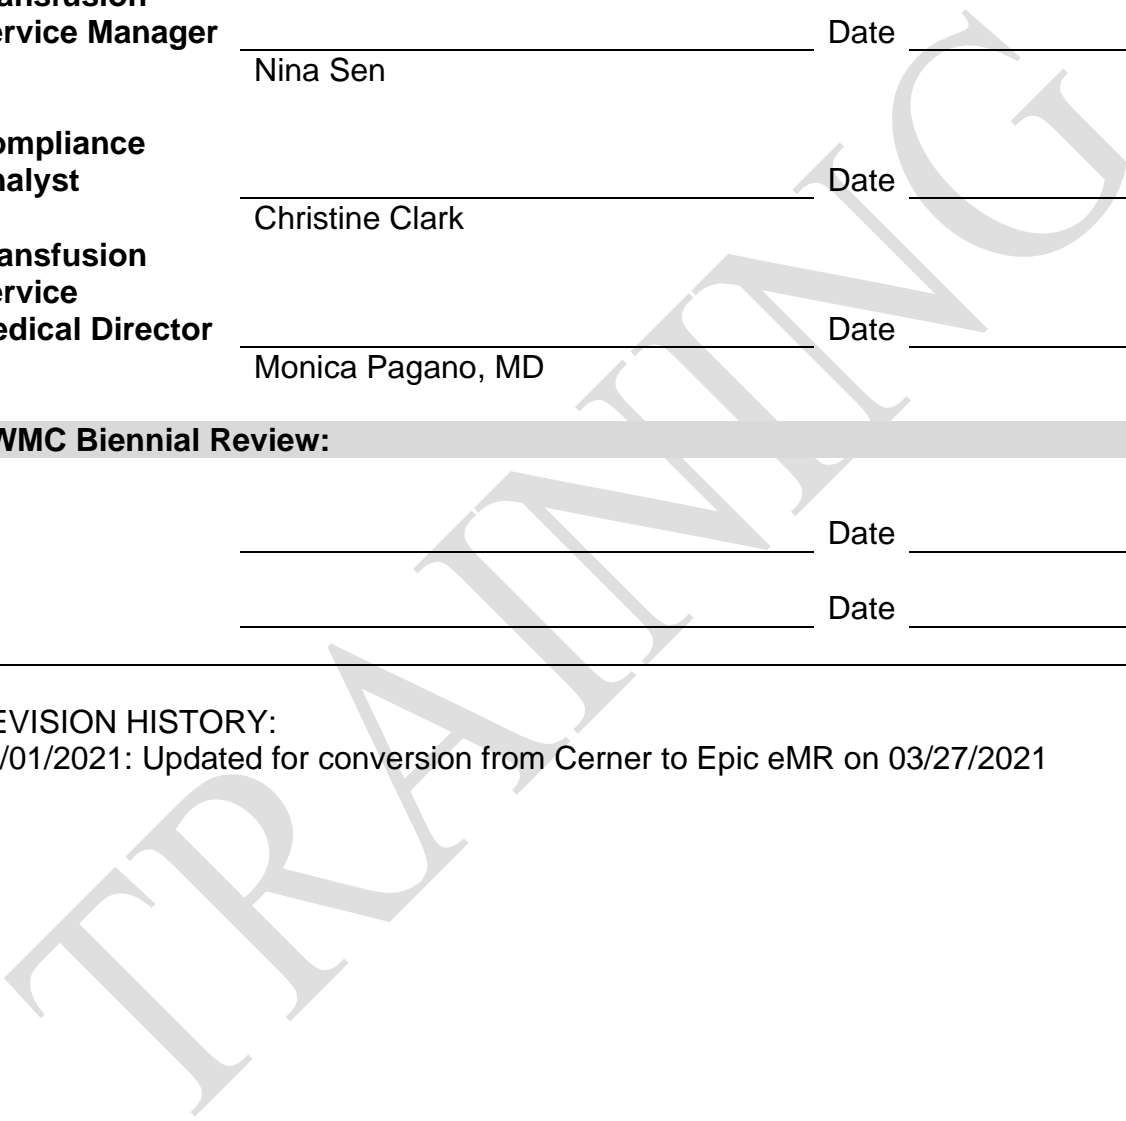 ansfusion
ervice Manager Date
Nina Sen
ompliance
nalyst Date
Christine Clark
ansfusion
ervice
edical Director Date
Monica Pagano, MD
WMC Biennial Review:
Date
Date
EVISION HISTORY:
/01/2021: Updated for conversion from Cerner to Epic eMR on 03/27/2021
TRAINING